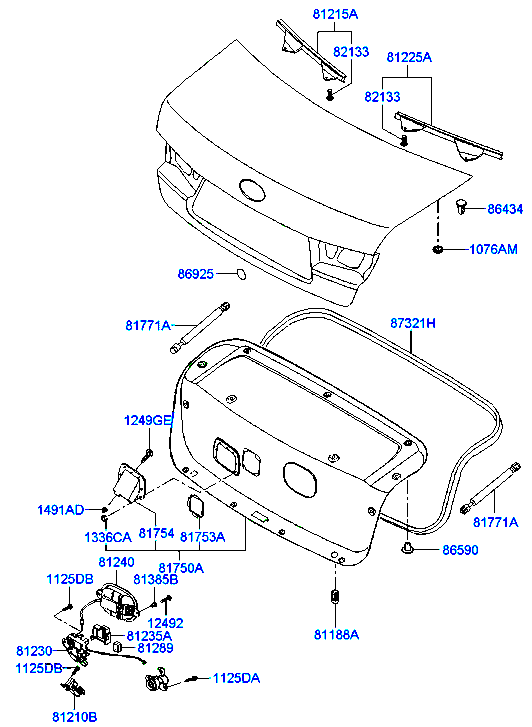 81215A
82133
81225A
82133
86434
1076AM
86925
81771A
87321H
1249GE
1491AD
81754
81753A
1336CA
81750A
81771A
86590
81240
1125DB
81385B
12492
81235A
81289
81230
1125DB
81210B
1125DA
81188A